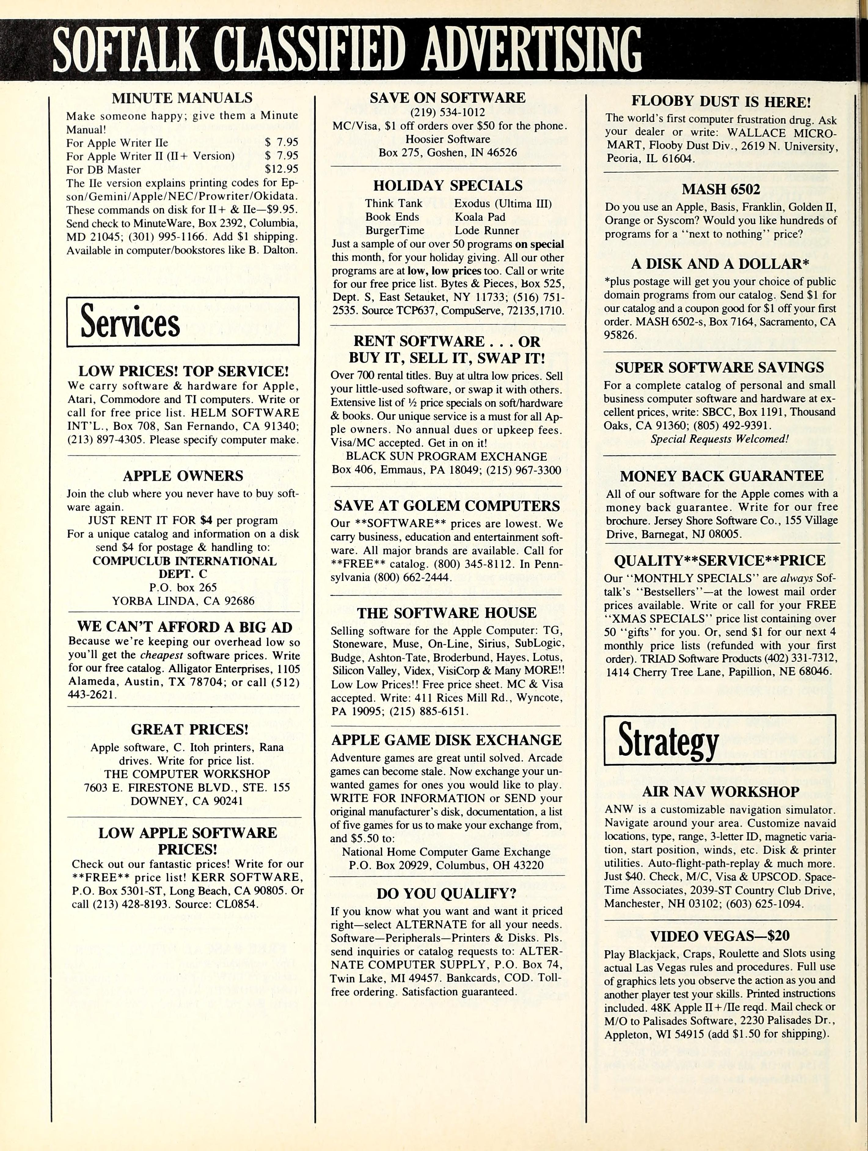 SOFTALK CLASSIFIED ADVERTISING
MINUTE MANUALS
Make someone happy; give them a Minute
Manual!
For Apple Writer IIe $ 7.95
For Apple Writer II (II+ Version) $ 7.95
For DB Master $12.95
The IIe version explains printing codes for Ep-
son/Gemini/Apple/NEC/Prowriter/Okidata.
These commands on disk for II+ & IIe—$9.95.
Send check to MinuteWare, Box 2392, Columbia,
MD 21045; (301) 995-1166. Add $1 shipping.
Available in computer/bookstores like B. Dalton.
Services
LOW PRICES! TOP SERVICE!
We carry software & hardware for Apple,
Atari, Commodore and TI computers. Write or
call for free price list. HELM SOFTWARE
INT'L., Box 708, San Fernando, CA 91340;
(213) 897-4305. Please specify computer make.
APPLE OWNERS
Join the club where you never have to buy soft-
ware again.
JUST RENT IT FOR $4 per program
For a unique catalog and information on a disk
send $4 for postage & handling to:
COMPUCLUB INTERNATIONAL
DEPT. C
P.O. box 265
YORBA LINDA, CA 92686
WE CAN'T AFFORD A BIG AD
Because we're keeping our overhead low so
you'll get the cheapest software prices. Write
for our free catalog. Alligator Enterprises, 1105
Alameda, Austin, TX 78704; or call (512)
443-2621.
GREAT PRICES!
Apple software, C. Itoh printers, Rana
drives. Write for price list.
THE COMPUTER WORKSHOP
7603 E. FIRESTONE BLVD., STE. 155
DOWNEY, CA 90241
LOW APPLE SOFTWARE
PRICES!
Check out our fantastic prices! Write for our
**FREE** price list! KERR SOFTWARE,
P.O. Box 5301-ST, Long Beach, CA 90805. Or
call (213) 428-8193. Source: CL0854.
SAVE ON SOFTWARE
(219) 534-1012
MC/Visa, $1 off orders over $50 for the phone.
Hoosier Software
Box 275, Goshen, IN 46526
HOLIDAY SPECIALS
Think Tank Exodus (Ultima III)
Book Ends Koala Pad
BurgerTime Lode Runner
Just a sample of our over 50 programs on special
this month, for your holiday giving. All our other
programs are at low, low prices too. Call or write
for our free price list. Bytes & Pieces, Box 525,
Dept. S, East Setauket, NY 11733; (516) 751-
2535. Source TCP637, CompuServe, 72135,1710.
RENT SOFTWARE . . . OR
BUY IT, SELL IT, SWAP IT!
Over 700 rental titles. Buy at ultra low prices. Sell
your little-used software, or swap it with others.
Extensive list of ½ price specials on soft/hardware
& books. Our unique service is a must for all Ap-
ple owners. No annual dues or upkeep fees.
Visa/MC accepted. Get in on it!
BLACK SUN PROGRAM EXCHANGE
Box 406, Emmaus, PA 18049; (215) 967-3300
SAVE AT GOLEM COMPUTERS
Our **SOFTWARE** prices are lowest. We
carry business, education and entertainment soft-
ware. All major brands are available. Call for
**FREE** catalog. (800) 345-8112. In Penn-
sylvania (800) 662-2444.
THE SOFTWARE HOUSE
Selling software for the Apple Computer: TG,
Stoneware, Muse, On-Line, Sirius, SubLogic,
Budge, Ashton-Tate, Broderbund, Hayes, Lotus,
Silicon Valley, Videx, VisiCorp & Many MORE!!
Low Low Prices!! Free price sheet. MC & Visa
accepted. Write: 411 Rices Mill Rd., Wyncote,
PA 19095; (215) 885-6151.
APPLE GAME DISK EXCHANGE
Adventure games are great until solved. Arcade
games can become stale. Now exchange your un-
wanted games for ones you would like to play.
WRITE FOR INFORMATION or SEND your
original manufacturer's disk, documentation, a list
of five games for us to make your exchange from,
and $5.50 to:
National Home Computer Game Exchange
P.O. Box 20929, Columbus, OH 43220
DO YOU QUALIFY?
If you know what you want and want it priced
right—select ALTERNATE for all your needs.
Software—Peripherals—Printers & Disks. Pls.
send inquiries or catalog requests to: ALTER-
NATE COMPUTER SUPPLY, P.O. Box 74,
Twin Lake, MI 49457. Bankcards, COD. Toll-
free ordering. Satisfaction guaranteed.
FLOOBY DUST IS HERE!
The world's first computer frustration drug. Ask
your dealer or write: WALLACE MICRO-
MART, Flooby Dust Div., 2619 N. University,
Peoria, IL 61604.
MASH 6502
Do you use an Apple, Basis, Franklin, Golden II,
Orange or Syscom? Would you like hundreds of
programs for a "next to nothing" price?
A DISK AND A DOLLAR*
*plus postage will get you your choice of public
domain programs from our catalog. Send $1 for
our catalog and a coupon good for $1 off your first
order. MASH 6502-s, Box 7164, Sacramento, CA
95826.
SUPER SOFTWARE SAVINGS
For a complete catalog of personal and small
business computer software and hardware at ex-
cellent prices, write: SBCC, Box 1191, Thousand
Oaks, CA 91360; (805) 492-9391.
Special Requests Welcomed!
MONEY BACK GUARANTEE
All of our software for the Apple comes with a
money back guarantee. Write for our free
brochure. Jersey Shore Software Co., 155 Village
Drive, Barnegat, NJ 08005.
QUALITY**SERVICE**PRICE
Our "MONTHLY SPECIALS" are always Sof-
talk's "Bestsellers"—at the lowest mail order
prices available. Write or call for your FREE
"XMAS SPECIALS" price list containing over
50 "gifts" for you. Or, send $1 for our next 4
monthly price lists (refunded with your first
order). TRIAD Software Products (402) 331-7312,
1414 Cherry Tree Lane, Papillion, NE 68046.
Strategy
AIR NAV WORKSHOP
ANW is a customizable navigation simulator.
Navigate around your area. Customize navaid
locations, type, range, 3-letter ID, magnetic varia-
tion, start position, winds, etc. Disk & printer
utilities. Auto-flight-path-replay & much more.
Just $40. Check, M/C, Visa & UPSCOD. Space-
Time Associates, 2039-ST Country Club Drive,
Manchester, NH 03102; (603) 625-1094.
VIDEO VEGAS—$20
Play Blackjack, Craps, Roulette and Slots using
actual Las Vegas rules and procedures. Full use
of graphics lets you observe the action as you and
another player test your skills. Printed instructions
included. 48K Apple II+/IIe reqd. Mail check or
M/O to Palisades Software, 2230 Palisades Dr.,
Appleton, WI 54915 (add $1.50 for shipping).